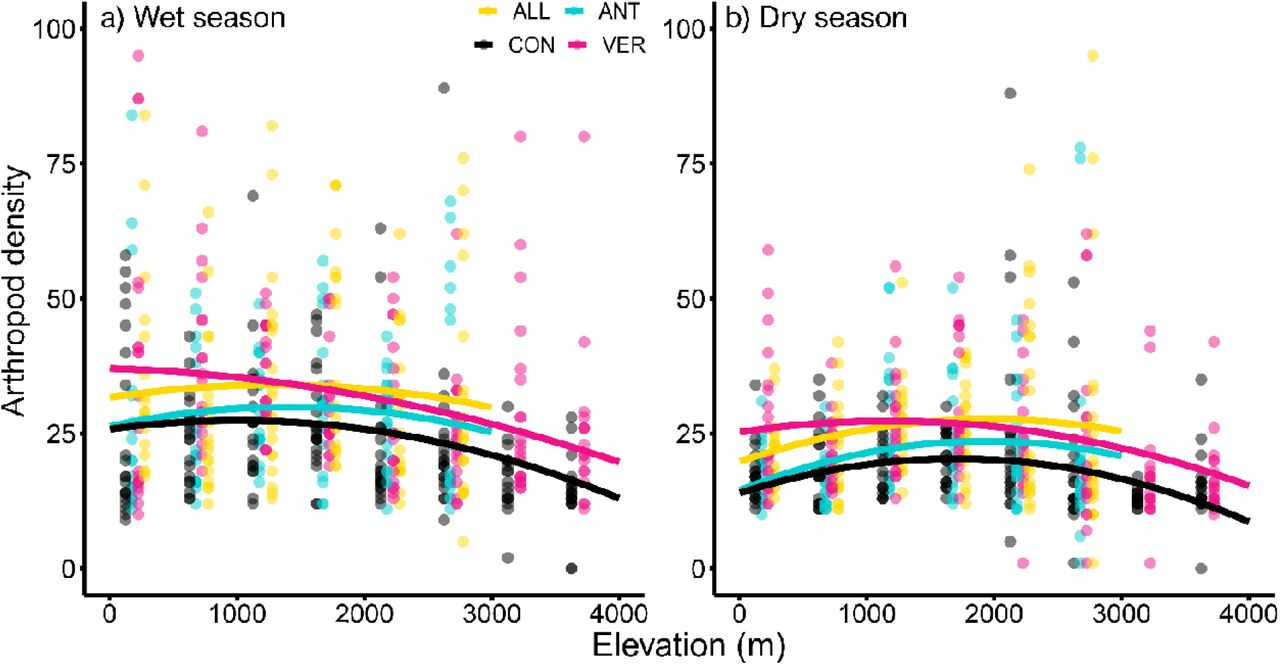 a) Wet season
ALL ANT
CON VER
b) Dry season
Arthropod density
100
75
50
25
0
100
75
50
25
0
0 1000 2000 3000 4000
0 1000 2000 3000 4000
Elevation (m)